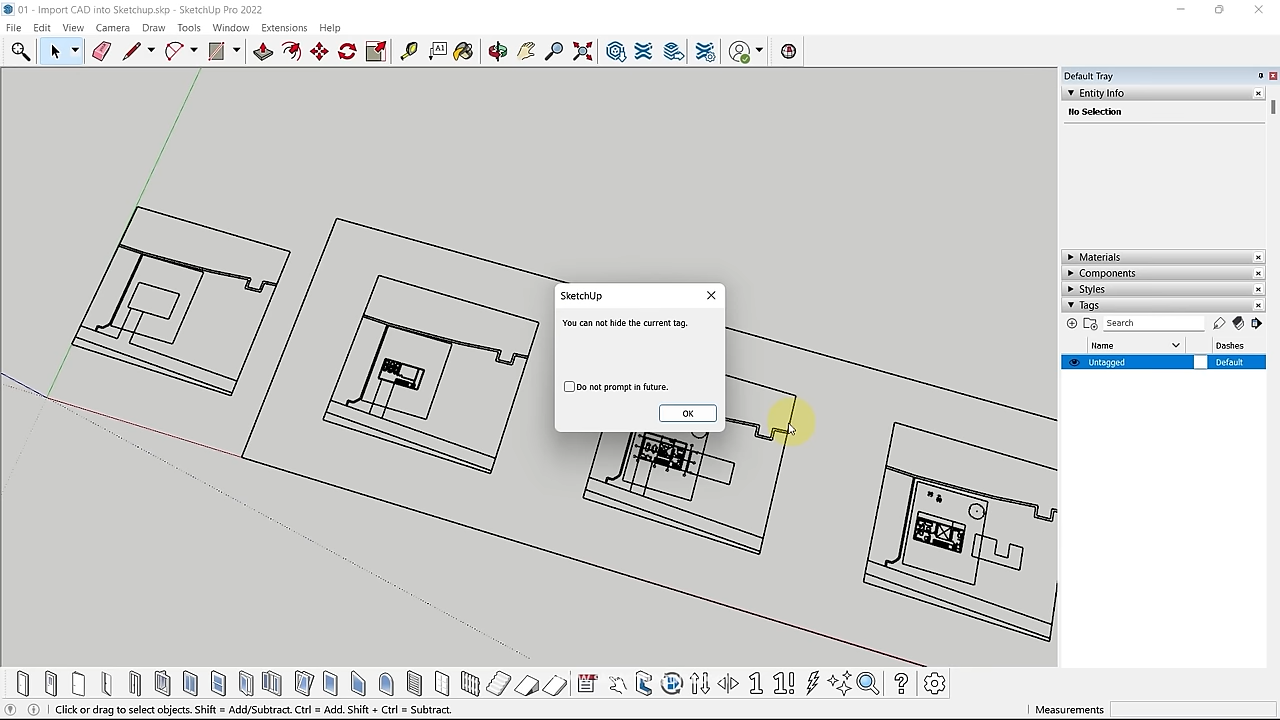 01 - Import CAD into Sketchup.skp - SketchUp Pro 2022
File Edit View Camera Draw Tools Window Extensions Help
A1
Default Tray
Entity Info
No Selection
SketchUp
You can not hide the current tag.
Do not prompt in future.
OK
Materials
Components
Styles
Tags
Search
Name Dashes
Untagged Default
1 1! ?
Click or drag to select objects. Shift = Add/Subtract. Ctrl = Add. Shift + Ctrl = Subtract.
Measurements